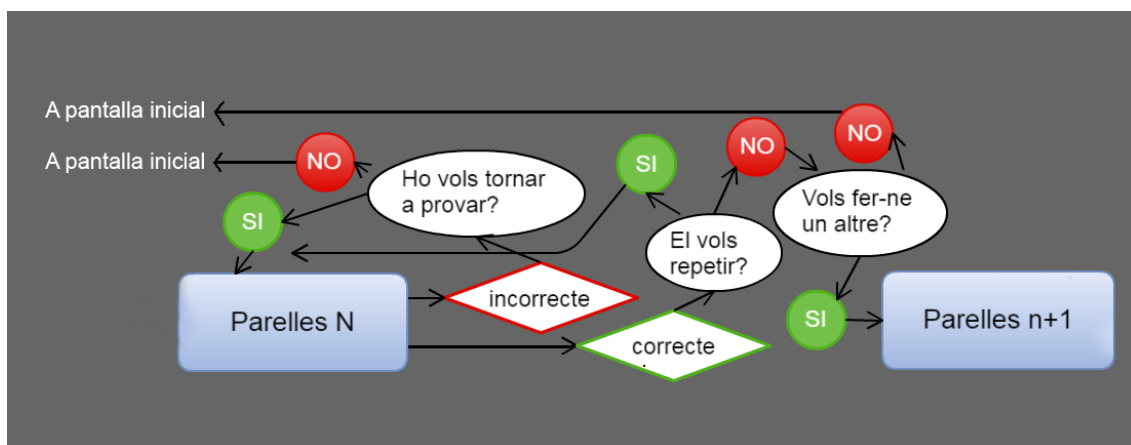 A pantalla inicial
NO
A pantalla inicial
NO
NO
SI
Ho vols tornar
a provar?
Vols fer-ne
un altre?
SI
El vols
repetir?
incorrecte
Parelles N
SI
Parelles n+1
correcte